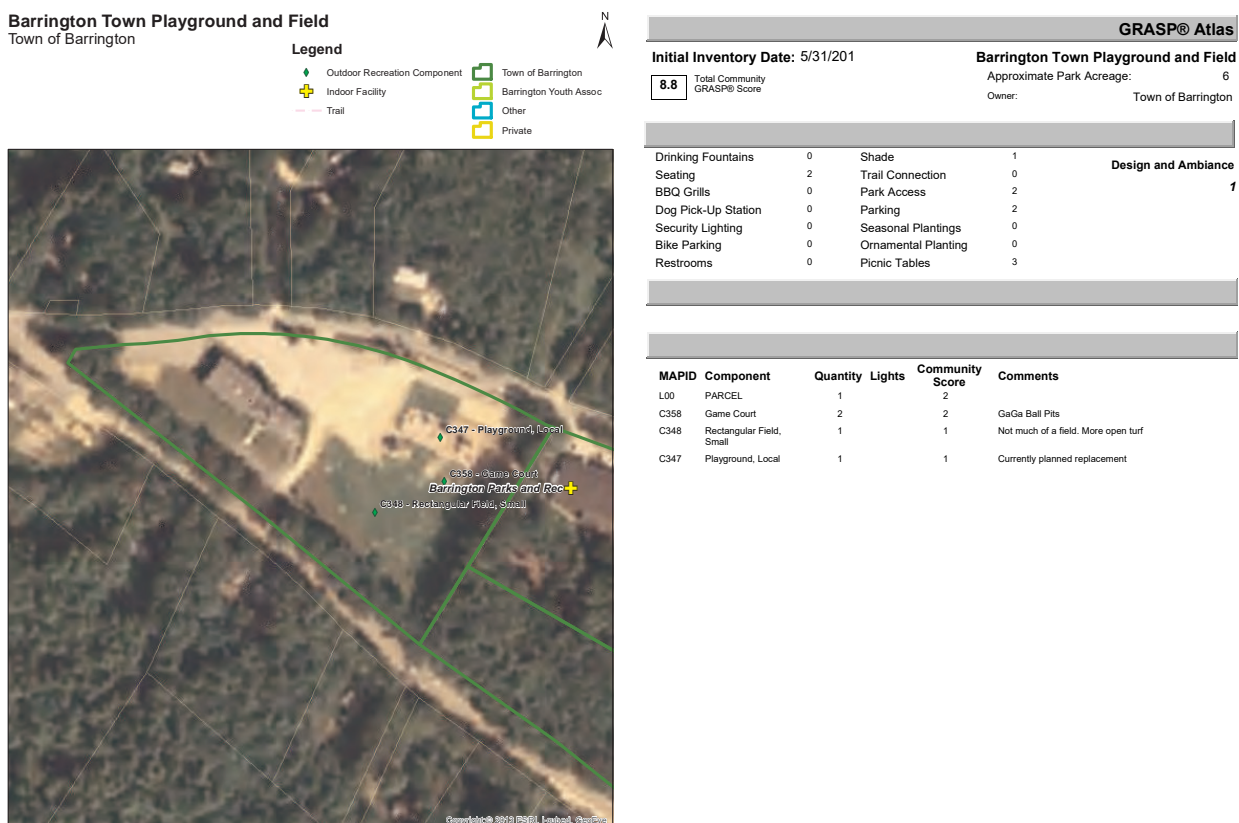 Barrington Town Playground and Field
Town of Barrington
N
Legend
Outdoor Recreation Component
Indoor Facility
Trail
Town of Barrington
Barrington Youth Assoc
Other
Private
C347 - Playground, Local
C358 - Game Court
Barrington Parks and Rec
C348 - Rectangular Field, Small
Copyright:© 2013 ESRI, i-cubed, GeoEye
GRASP® Atlas
Initial Inventory Date: 5/31/201
Barrington Town Playground and Field
8.8 Total Community
GRASP® Score
Approximate Park Acreage: 6
Owner: Town of Barrington
Drinking Fountains 0 Shade 1
Seating 2 Trail Connection 0
BBQ Grills 0 Park Access 2
Dog Pick-Up Station 0 Parking 2
Security Lighting 0 Seasonal Plantings 0
Bike Parking 0 Ornamental Planting 0
Restrooms 0 Picnic Tables 3
Design and Ambiance
1
MAPID Component Quantity Lights Community Score Comments
L00 PARCEL 1 2
C358 Game Court 2 2 GaGa Ball Pits
C348 Rectangular Field, 1 1 Not much of a field. More open turf
Small
C347 Playground, Local 1 1 Currently planned replacement